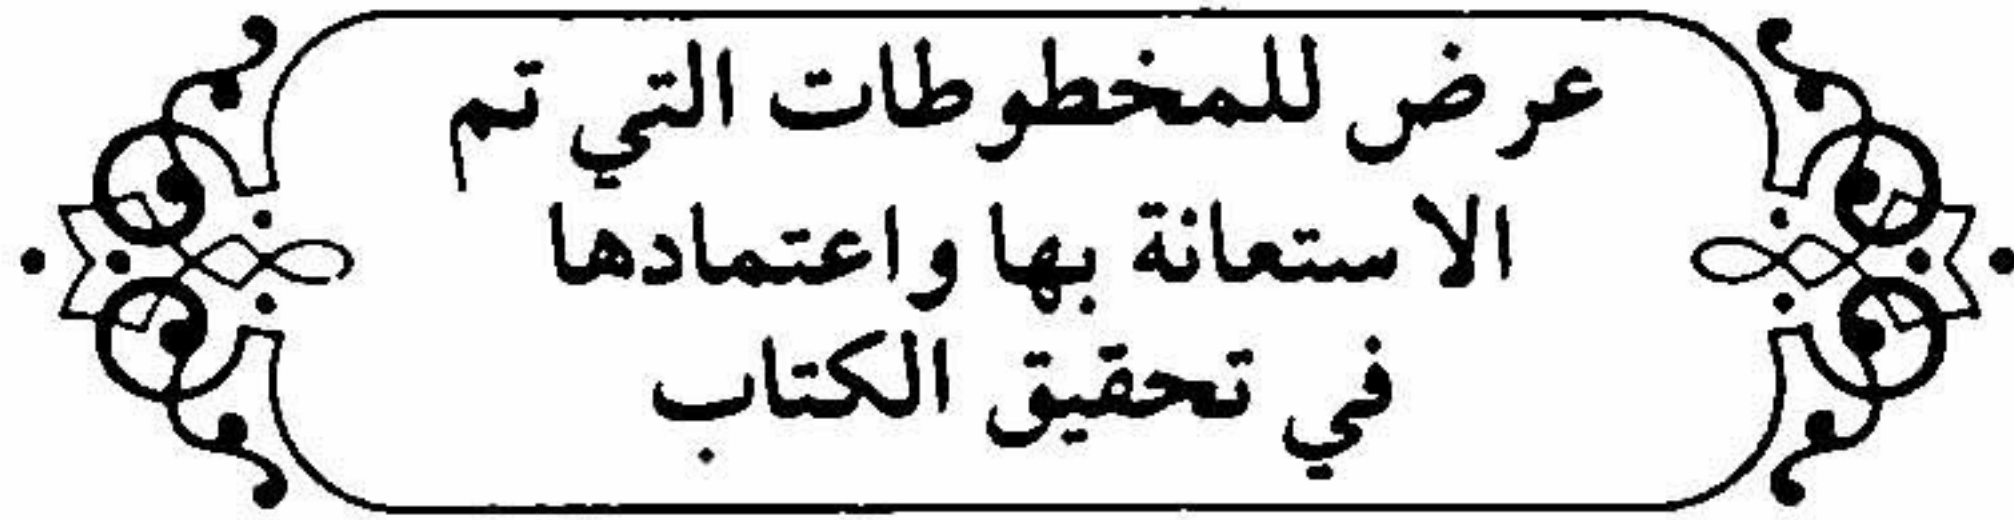 عرض للمخطوطات التي تم
الاستعانة بها واعتمادها
في تحقيق الكتاب